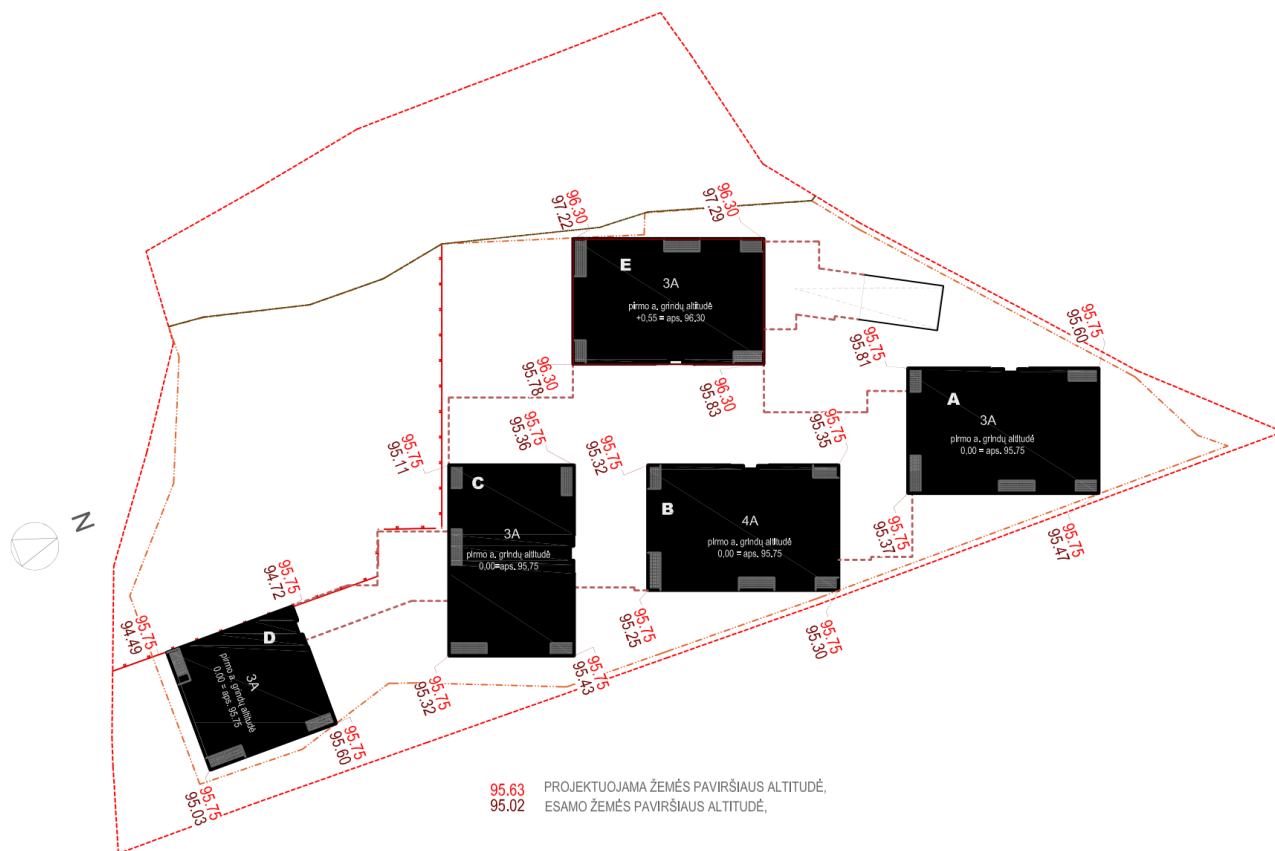 96.30
97.22
96.30
97.29
E
3A
pirmo a. grindų altitudė
+0,55 = aps. 96,30
95.75
95.60
95.75
95.81
96.30
95.78
96.30
95.83
A
3A
pirmo a. grindų altitudė
0,00 = aps. 95.75
95.75
95.11
95.75
95.36
95.75
95.32
95.75
95.35
C
3A
pirmo a. grindų altitudė
0,00=aps. 95,75
B
4A
pirmo a. grindų altitudė
0,00 = aps. 95.75
95.75
95.37
95.75
95.47
N
95.75
94.72
95.75
94.49
D
3A
pirmo a. grindų altitudė
0,00 = aps. 95.75
95.75
95.25
95.75
95.30
95.75
95.32
95.75
95.43
95.75
95.60
95.75
95.03
95.63 PROJEKTUOJAMA ŽEMĖS PAVIRŠIAUS ALTITUDĖ,
95.02 ESAMO ŽEMĖS PAVIRŠIAUS ALTITUDĖ,